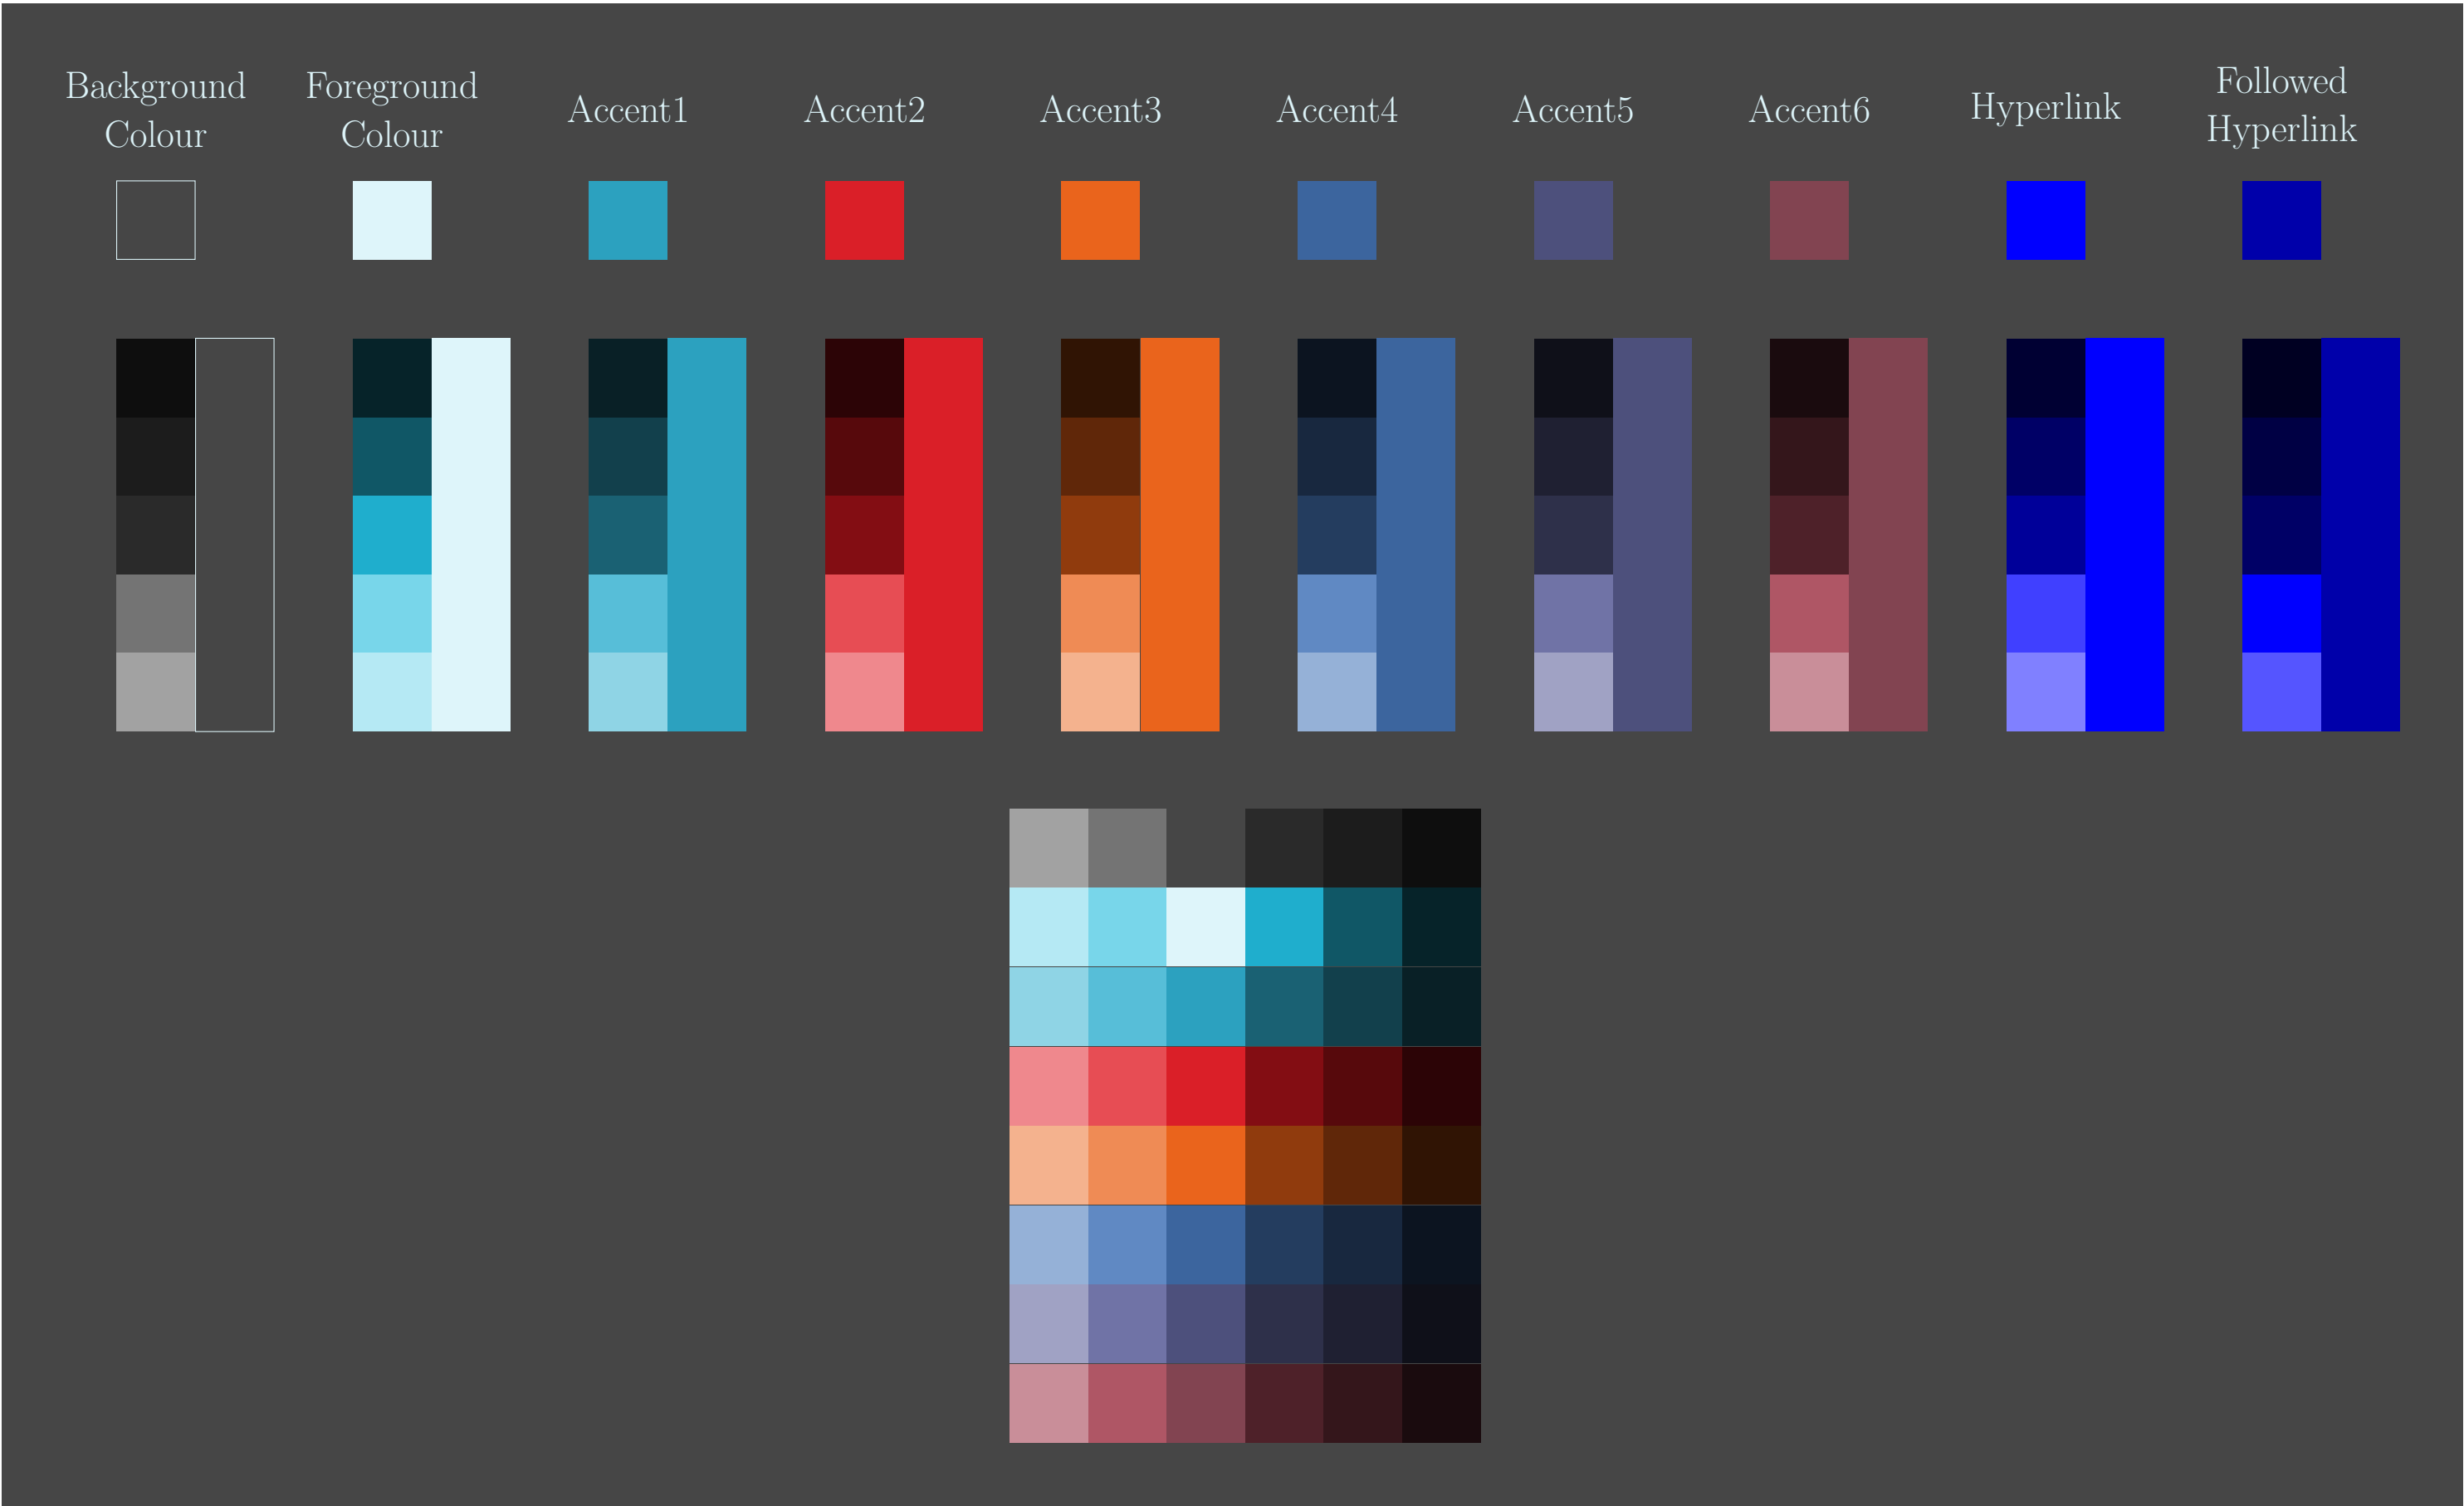 Background
Colour
Foreground
Colour
Accent1
Accent2
Accent3
Accent4
Accent5
Accent6
Hyperlink
Followed
Hyperlink